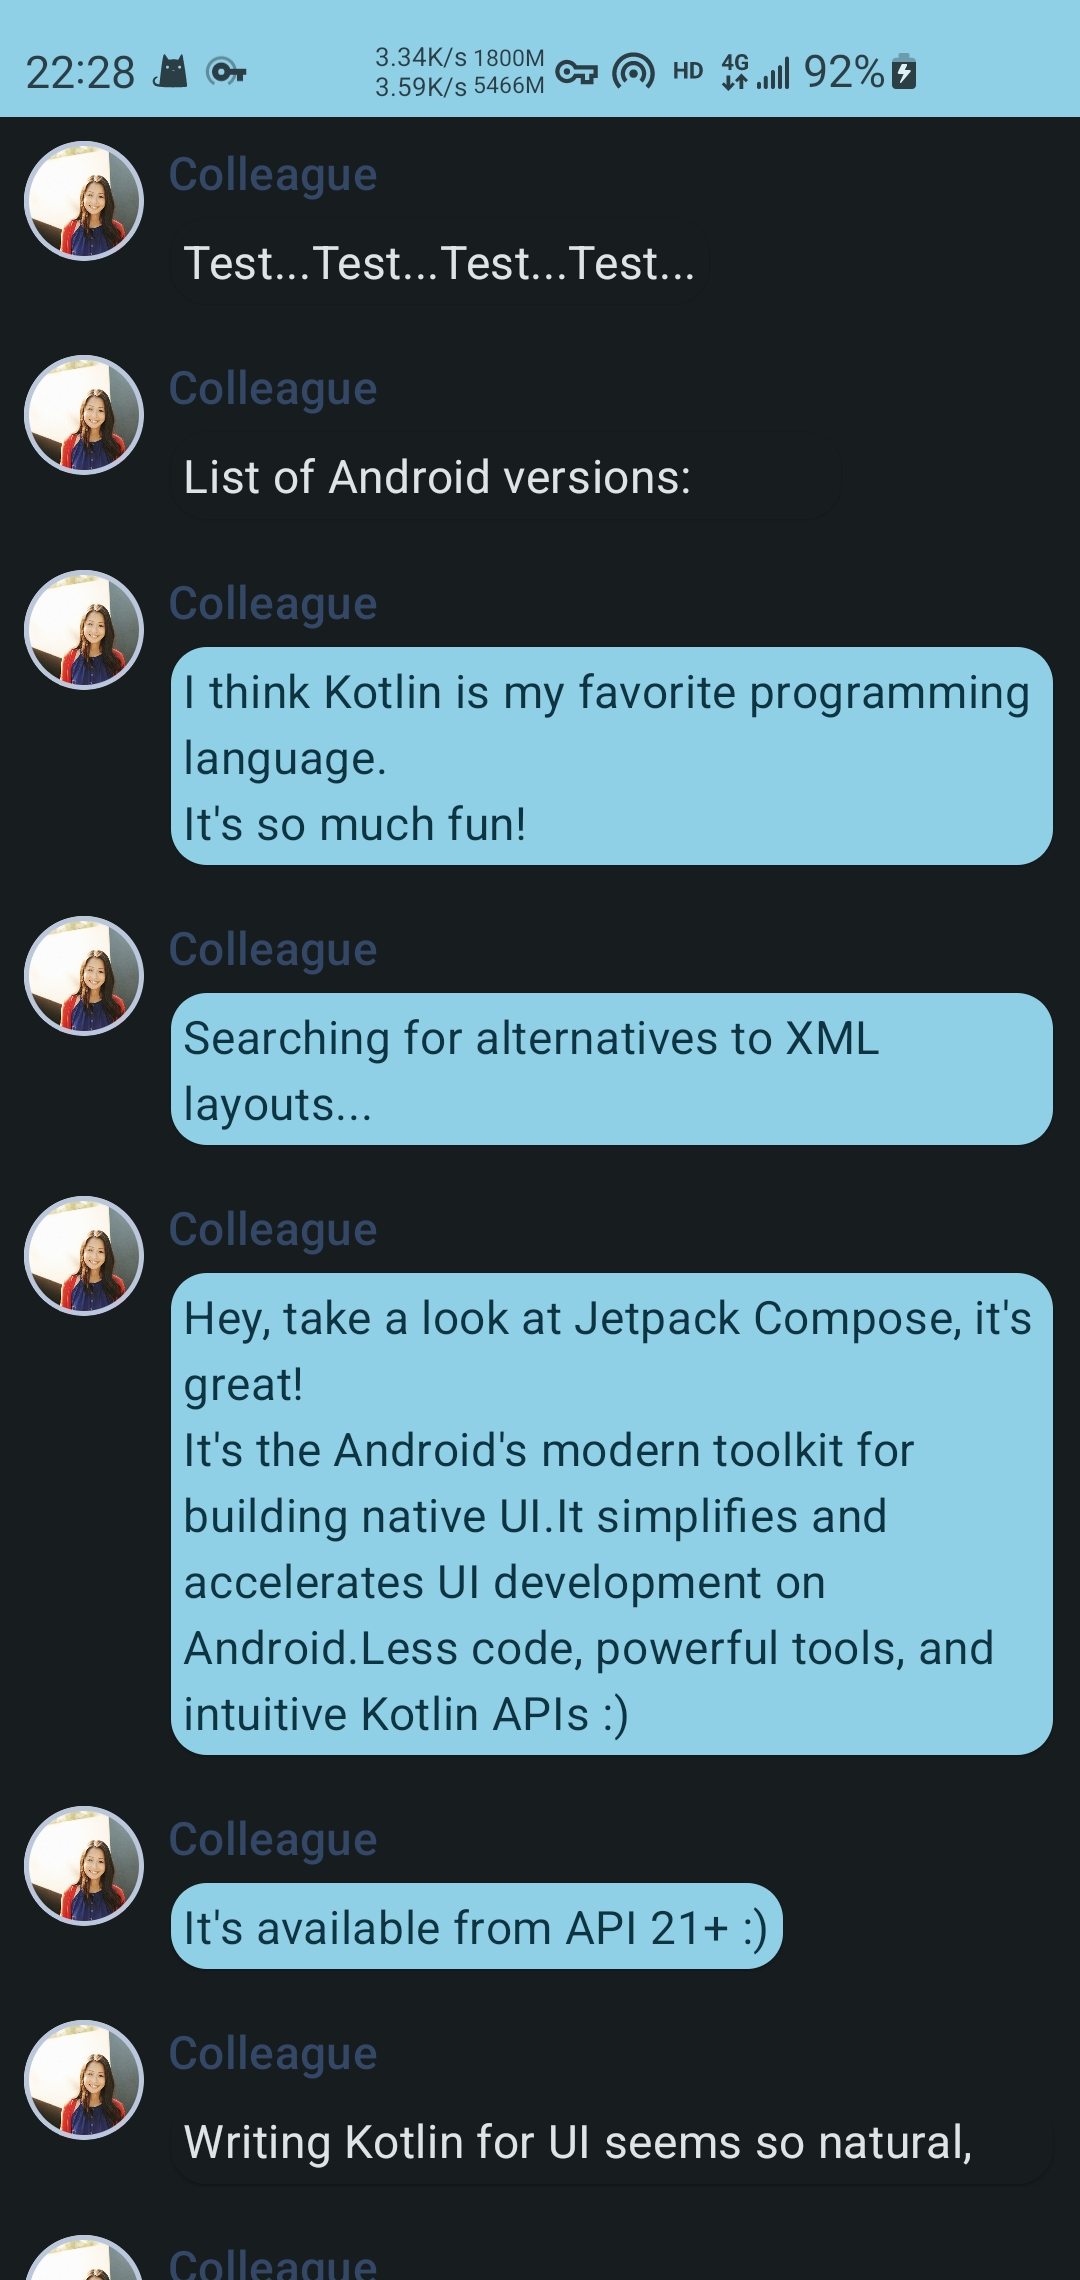 22:28
3.34K/s 1800M
3.59K/s 5466M
HD
4G
92%
Colleague
Test...Test...Test...Test...
Colleague
List of Android versions:
Colleague
I think Kotlin is my favorite programming
language.
It's so much fun!
Colleague
Searching for alternatives to XML
layouts...
Colleague
Hey, take a look at Jetpack Compose, it's
great!
It's the Android's modern toolkit for
building native UI.It simplifies and
accelerates UI development on
Android.Less code, powerful tools, and
intuitive Kotlin APIs :)
Colleague
It's available from API 21+ :)
Colleague
Writing Kotlin for UI seems so natural,
Colleague